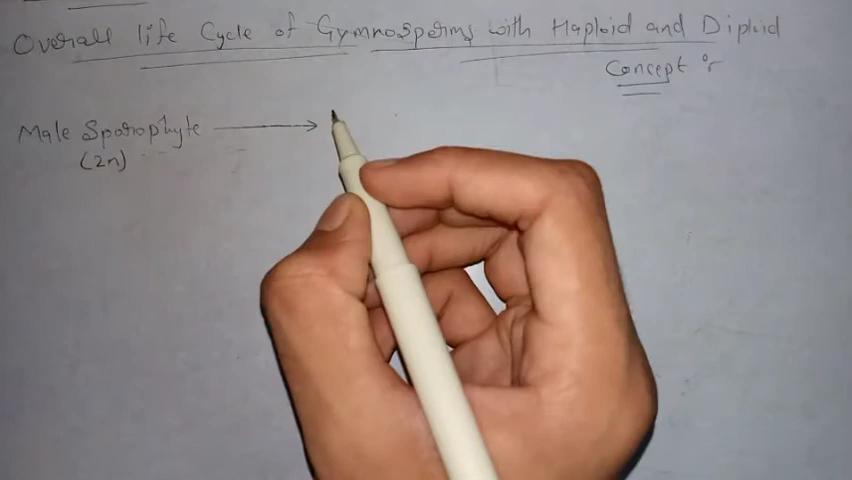 Overall life Cycle of Gymnosperms with Haploid and Diploid
Concept :
Male Sporophyte →
(2n)